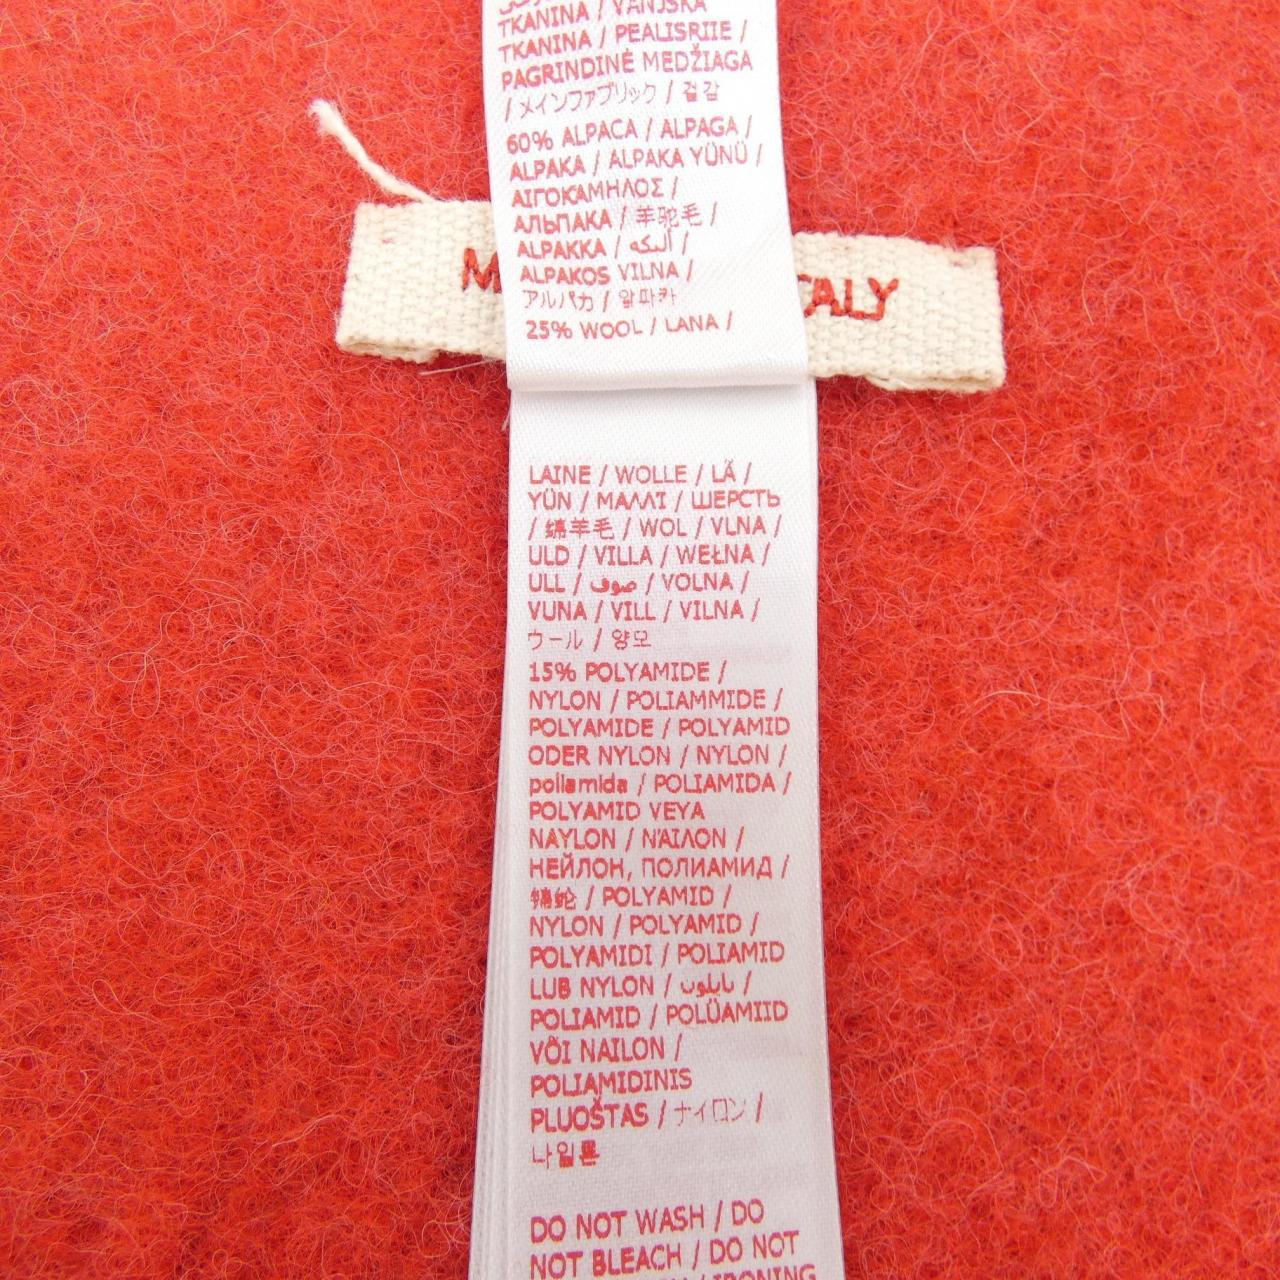 TKANINA / VANJSKA
TKANINA / PEALISRIIE /
PAGRINDINĖ MEDŽIAGA
/ メインファブリック / 겉감
60% ALPACA / ALPAGA /
ALPAKA / ALPAKA YÜNÜ /
ΑΙΓΟΚΑΜΗΛΟΣ /
АЛЬПАКА / 羊驼毛 /
ALPAKKA / ألبكه /
ALPAKOS VILNA /
アルパカ / 알파카
25% WOOL / LANA /
M
TALY
LAINE / WOLLE / LÃ /
YÜN / ΜΑΛΛΙ / ШЕРСТЬ
/ 绵羊毛 / WOL / VLNA /
ULD / VILLA / WEŁNA /
ULL / صوف / VOLNA /
VUNA / VILL / VILNA /
ウール / 양모
15% POLYAMIDE /
NYLON / POLIAMMIDE /
POLYAMIDE / POLYAMID
ODER NYLON / NYLON /
poliamida / POLIAMIDA /
POLYAMID VEYA
NAYLON / ΝΆΙΛΟΝ /
НЕЙЛОН, ПОЛИАМИД /
锦纶 / POLYAMID /
NYLON / POLYAMID /
POLYAMIDI / POLIAMID
LUB NYLON / نايلون /
POLIAMID / POLÜAMIID
VÕI NAILON /
POLIAMIDINIS
PLUOŠTAS / ナイロン /
나일론
DO NOT WASH / DO
NOT BLEACH / DO NOT
IRONING